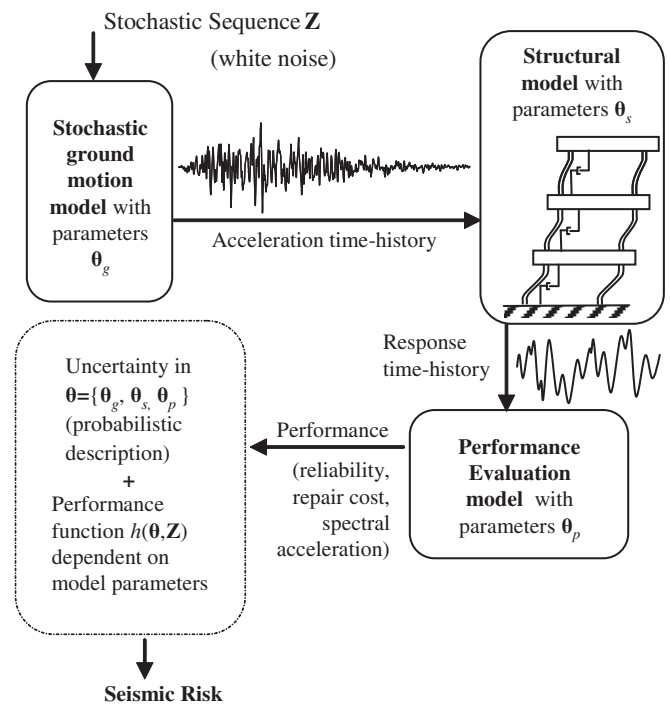 Stochastic Sequence Z
(white noise)
Stochastic
ground
motion
model with
parameters
θg
Acceleration time-history
Structural
model with
parameters θs
Response
time-history
Performance
Evaluation
model with
parameters θp
Performance
(reliability,
repair cost,
spectral
acceleration)
Uncertainty in
θ={θg, θs, θp }
(probabilistic
description)
+
Performance
function h(θ,Z)
dependent on
model parameters
Seismic Risk